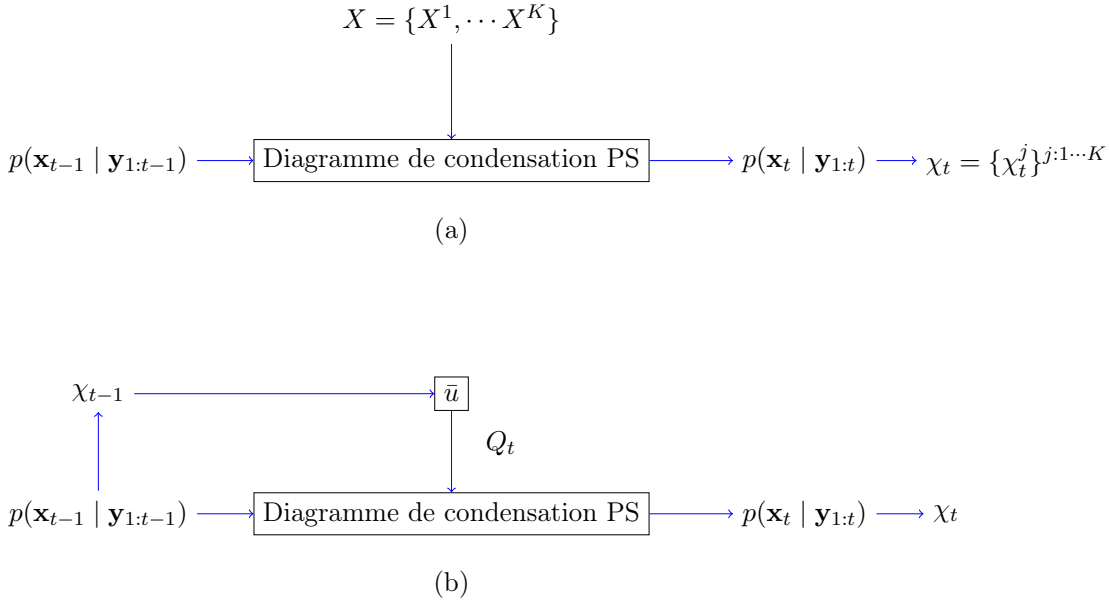 X = {X^1, ⋯ X^K}
p(x_{t−1} | y_{1:t−1}) Diagramme de condensation PS p(x_t | y_{1:t}) χ_t = {χ_t^j}^{j:1⋯K}
(a)
χ_{t−1} ū
Q_t
p(x_{t−1} | y_{1:t−1}) Diagramme de condensation PS p(x_t | y_{1:t}) χ_t
(b)